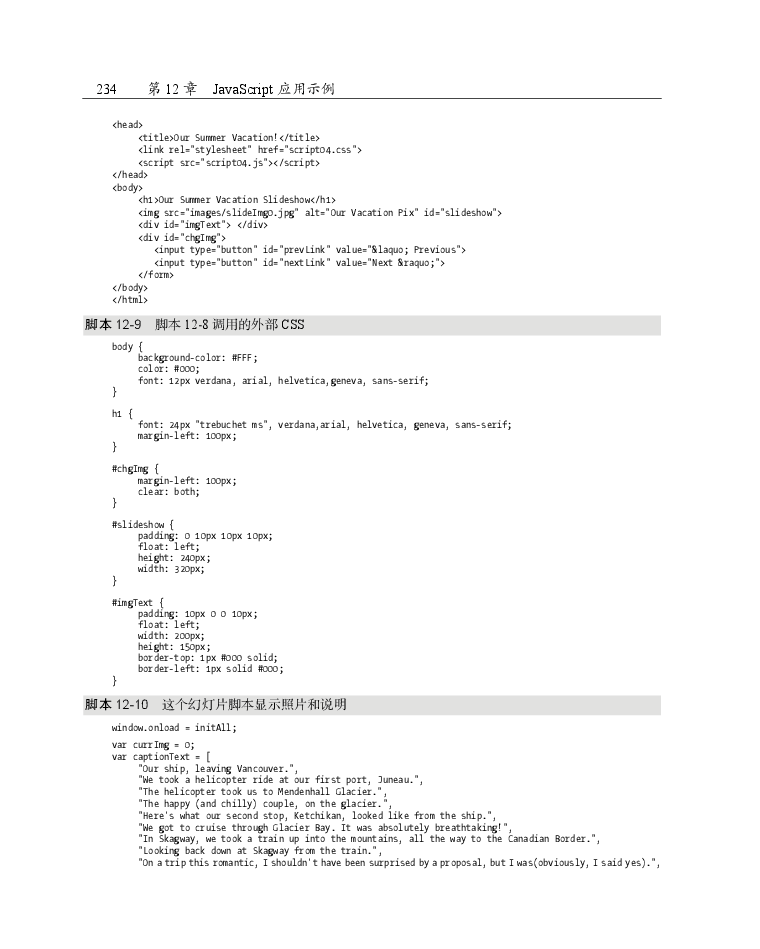 234 第 12 章 JavaScript 应用示例
<head>
<title>Our Summer Vacation!</title>
<link rel="stylesheet" href="script04.css">
<script src="script04.js"></script>
</head>
<body>
<h1>Our Summer Vacation Slideshow</h1>
<img src="images/slideImg0.jpg" alt="Our Vacation Pix" id="slideshow">
<div id="imgText"> </div>
<div id="chgImg">
<input type="button" id="prevLink" value="&laquo; Previous">
<input type="button" id="nextLink" value="Next &raquo;">
</form>
</body>
</html>
脚本 12-9 脚本 12-8 调用的外部 CSS
body {
background-color: #FFF;
color: #000;
font: 12px verdana, arial, helvetica,geneva, sans-serif;
}
h1 {
font: 24px "trebuchet ms", verdana,arial, helvetica, geneva, sans-serif;
margin-left: 100px;
}
#chgImg {
margin-left: 100px;
clear: both;
}
#slideshow {
padding: 0 10px 10px 10px;
float: left;
height: 240px;
width: 320px;
}
#imgText {
padding: 10px 0 0 10px;
float: left;
width: 200px;
height: 150px;
border-top: 1px #000 solid;
border-left: 1px solid #000;
}
脚本 12-10 这个幻灯片脚本显示照片和说明
window.onload = initAll;
var currImg = 0;
var captionText = [
"Our ship, leaving Vancouver.",
"We took a helicopter ride at our first port, Juneau.",
"The helicopter took us to Mendenhall Glacier.",
"The happy (and chilly) couple, on the glacier.",
"Here's what our second stop, Ketchikan, looked like from the ship.",
"We got to cruise through Glacier Bay. It was absolutely breathtaking!",
"In Skagway, we took a train up into the mountains, all the way to the Canadian Border.",
"Looking back down at Skagway from the train.",
"On a trip this romantic, I shouldn't have been surprised by a proposal, but I was(obviously, I said yes).",